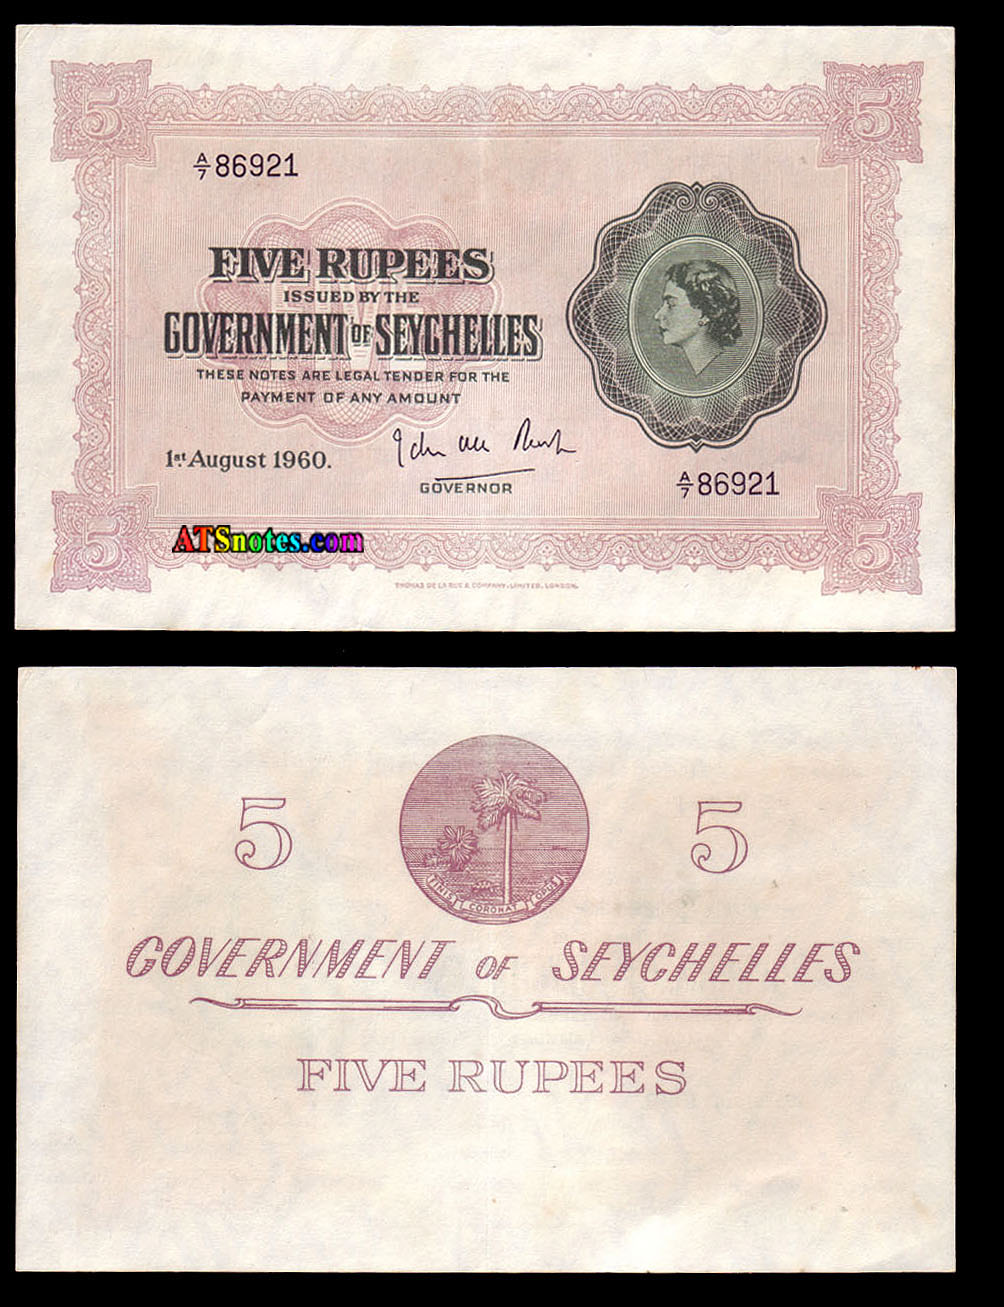 5 5
A/7 86921
FIVE RUPEES
ISSUED BY THE
GOVERNMENT OF SEYCHELLES
THESE NOTES ARE LEGAL TENDER FOR THE
PAYMENT OF ANY AMOUNT
1st. August 1960.
GOVERNOR
A/7 86921
5 5
ATSnotes.com
THOMAS DE LA RUE & COMPANY, LIMITED, LONDON.
5 5
FINIS CORONAT OPUS
GOVERNMENT OF SEYCHELLES
FIVE RUPEES